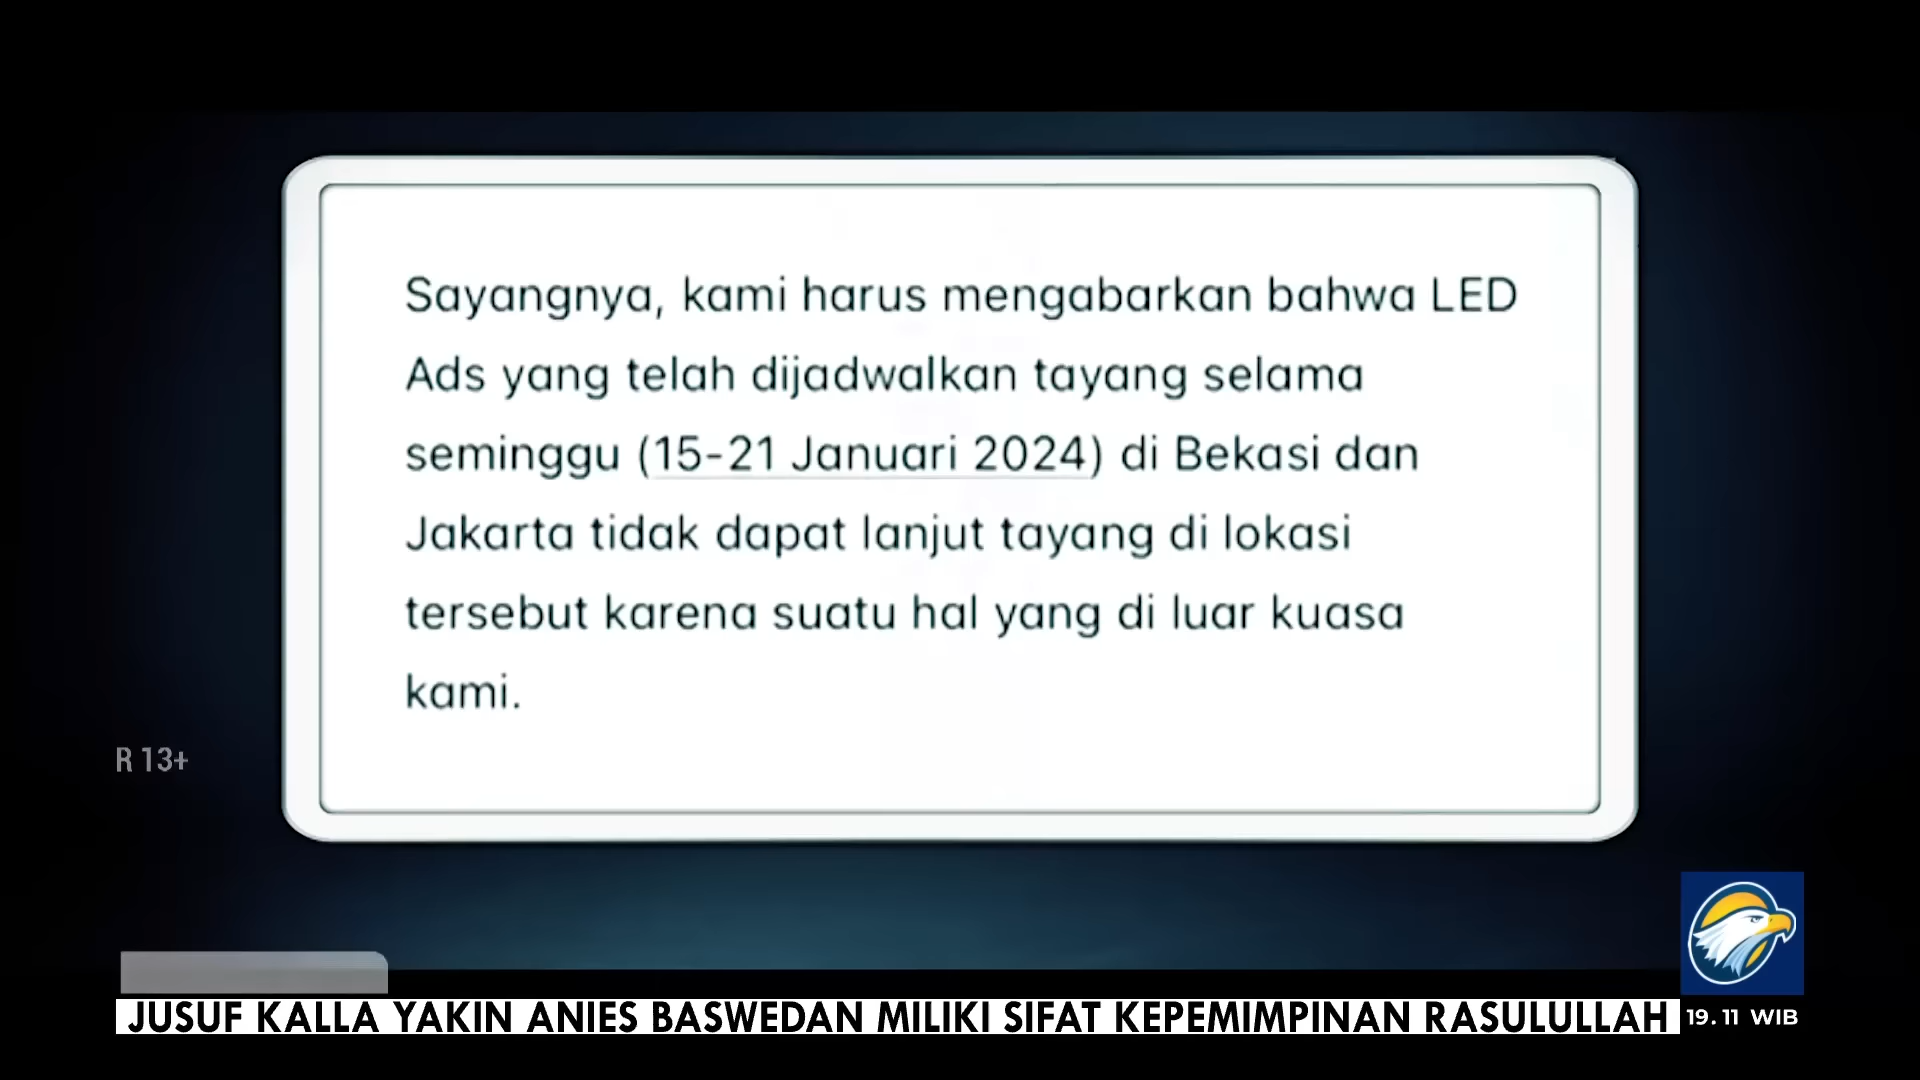 Sayangnya, kami harus mengabarkan bahwa LED
Ads yang telah dijadwalkan tayang selama
seminggu (15-21 Januari 2024) di Bekasi dan
Jakarta tidak dapat lanjut tayang di lokasi
tersebut karena suatu hal yang di luar kuasa
kami.
R 13+
JUSUF KALLA YAKIN ANIES BASWEDAN MILIKI SIFAT KEPEMIMPINAN RASULULLAH
19.11 WIB